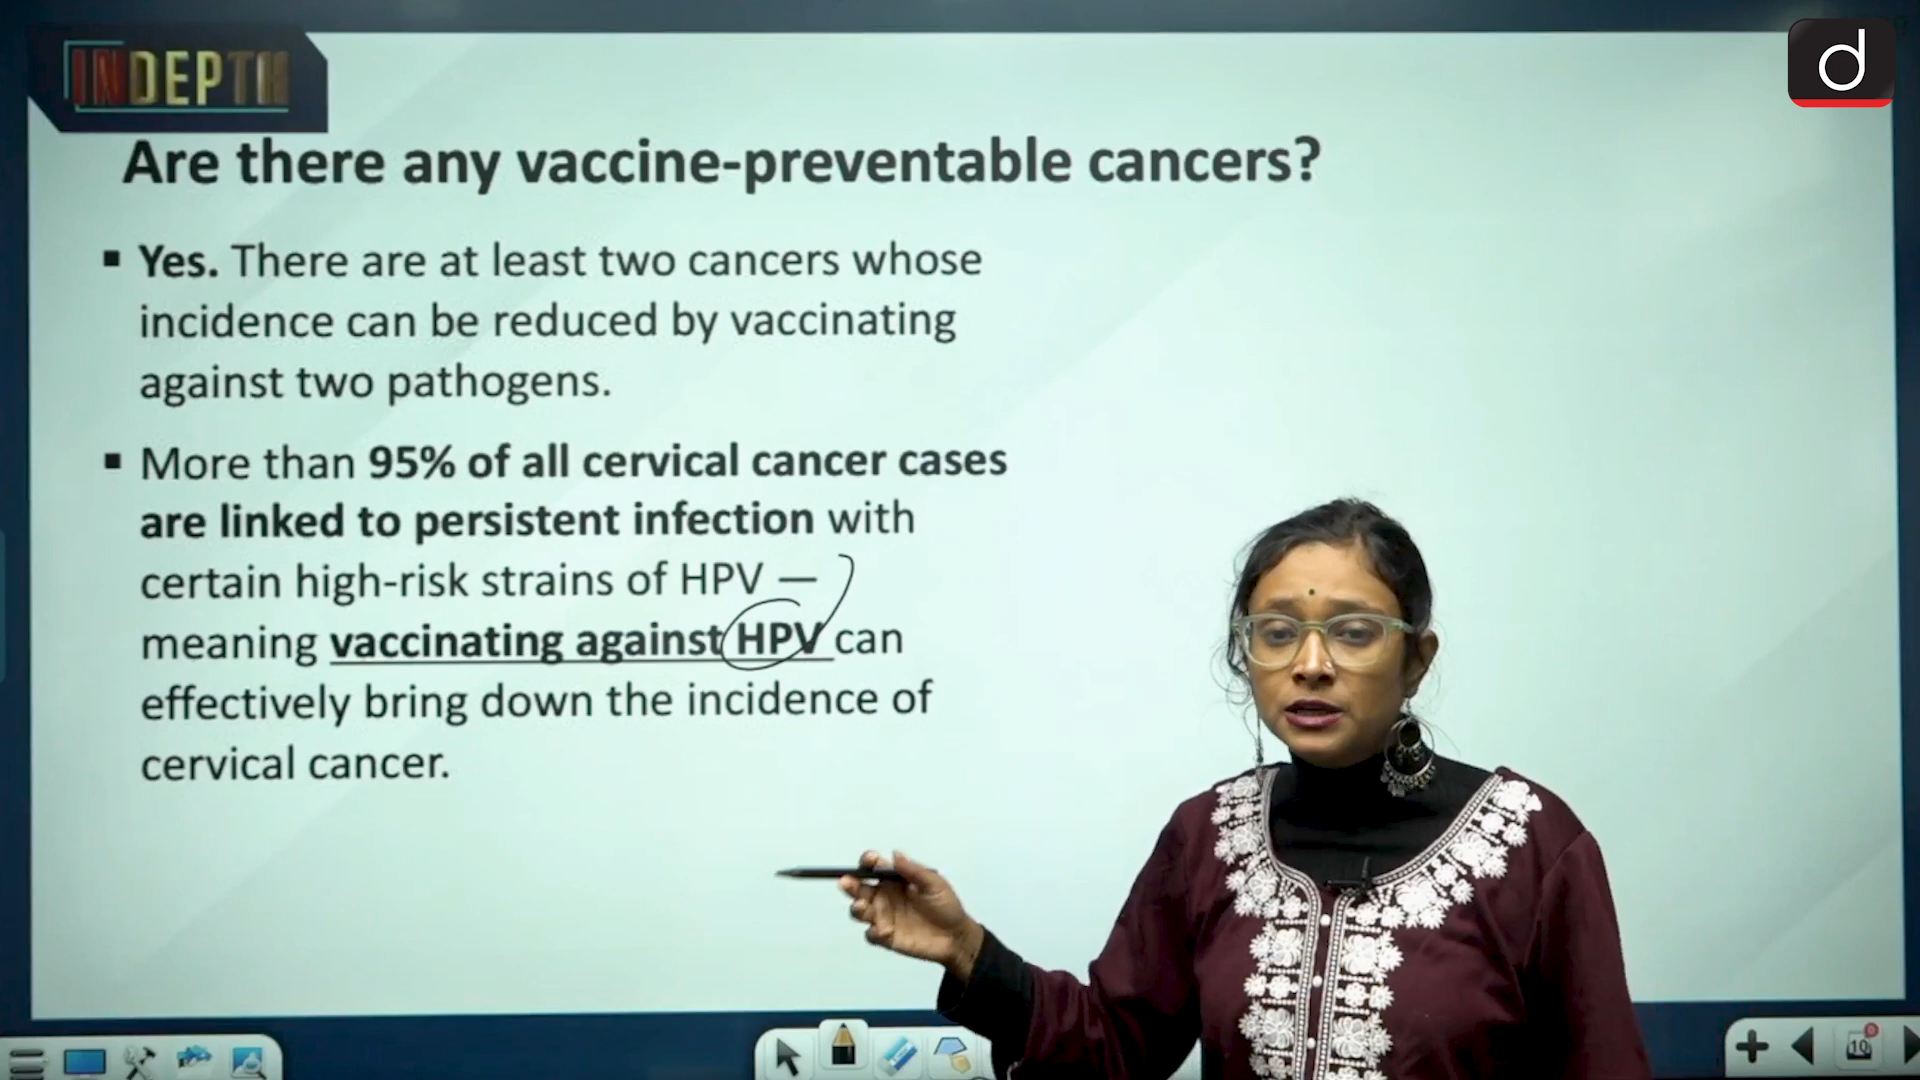 INDEPTH
d
Are there any vaccine-preventable cancers?
▪ Yes. There are at least two cancers whose
incidence can be reduced by vaccinating
against two pathogens.
▪ More than 95% of all cervical cancer cases
are linked to persistent infection with
certain high-risk strains of HPV —
meaning vaccinating against HPV can
effectively bring down the incidence of
cervical cancer.
10